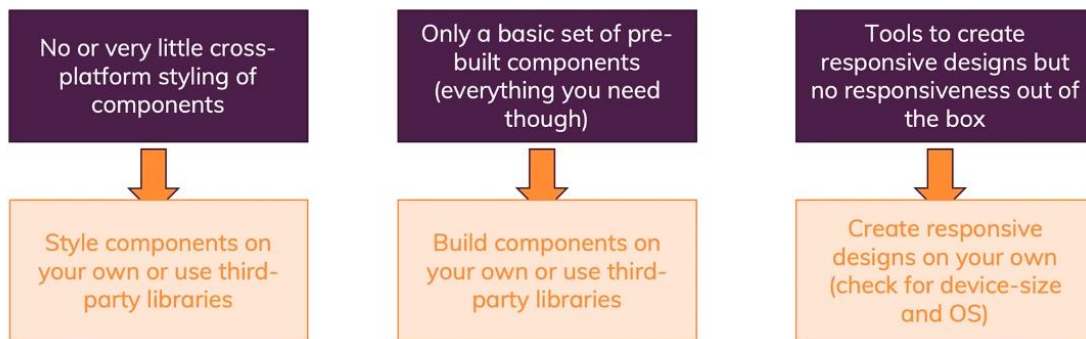 No or very little cross-
platform styling of
components
Only a basic set of pre-
built components
(everything you need
though)
Tools to create
responsive designs but
no responsiveness out of
the box
Style components on
your own or use third-
party libraries
Build components on
your own or use third-
party libraries
Create responsive
designs on your own
(check for device-size
and OS)